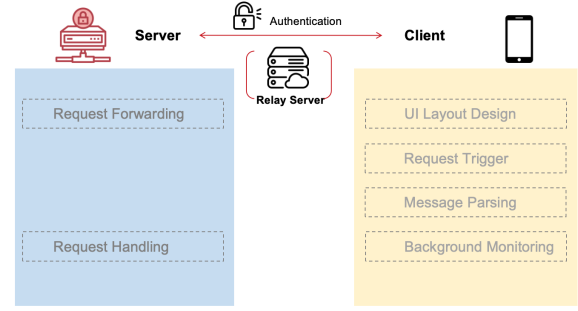 Authentication
Server
Client
Relay Server
Request Forwarding
Request Handling
UI Layout Design
Request Trigger
Message Parsing
Background Monitoring